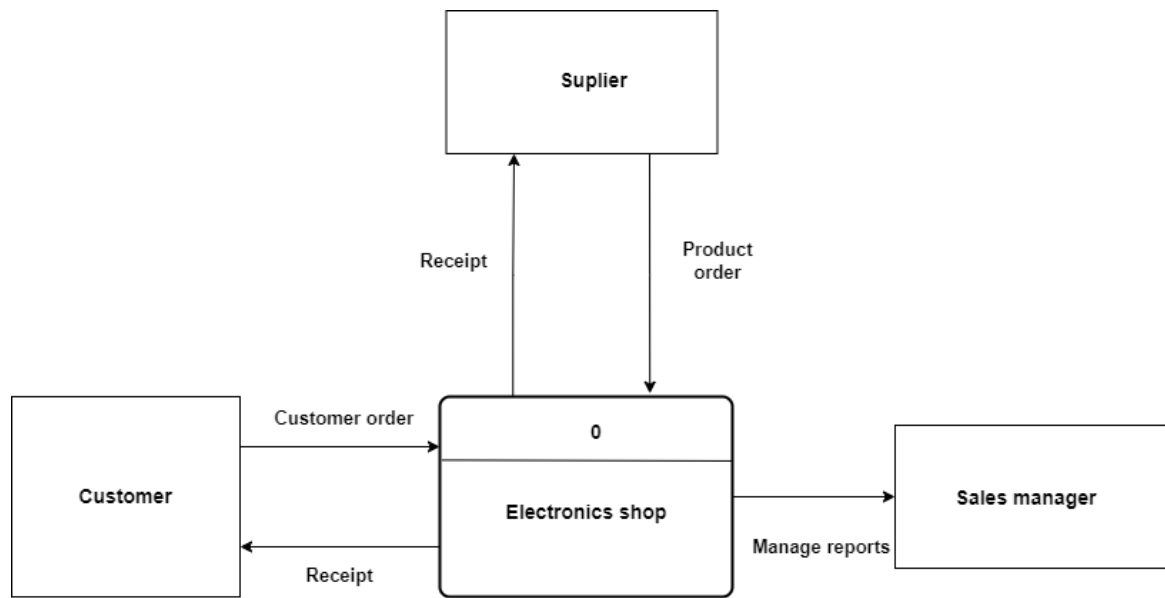 Suplier
Receipt
Product
order
Customer order
0
Customer
Electronics shop
Sales manager
Manage reports
Receipt